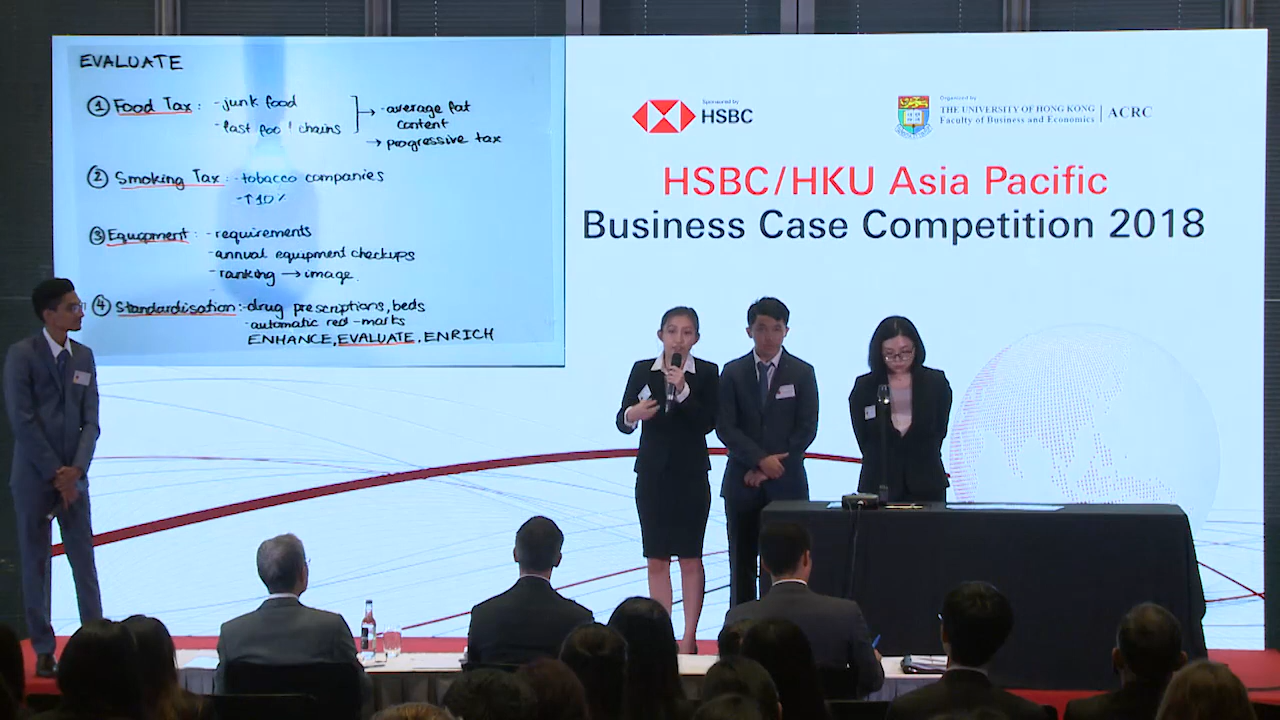 EVALUATE
① Food Tax: -junk food
-fast foo chains
→ -average fat
content
→ progressive tax
② Smoking Tax: -tobacco companies
-↑10%
③ Equipment: -requirements
-annual equipment checkups
-ranking → image.
④ Standardisation: -drug prescriptions, beds
-automatic red-marks
ENHANCE, EVALUATE, ENRICH
Sponsored by
HSBC
Organized by
THE UNIVERSITY OF HONG KONG
Faculty of Business and Economics | ACRC
HSBC/HKU Asia Pacific
Business Case Competition 2018